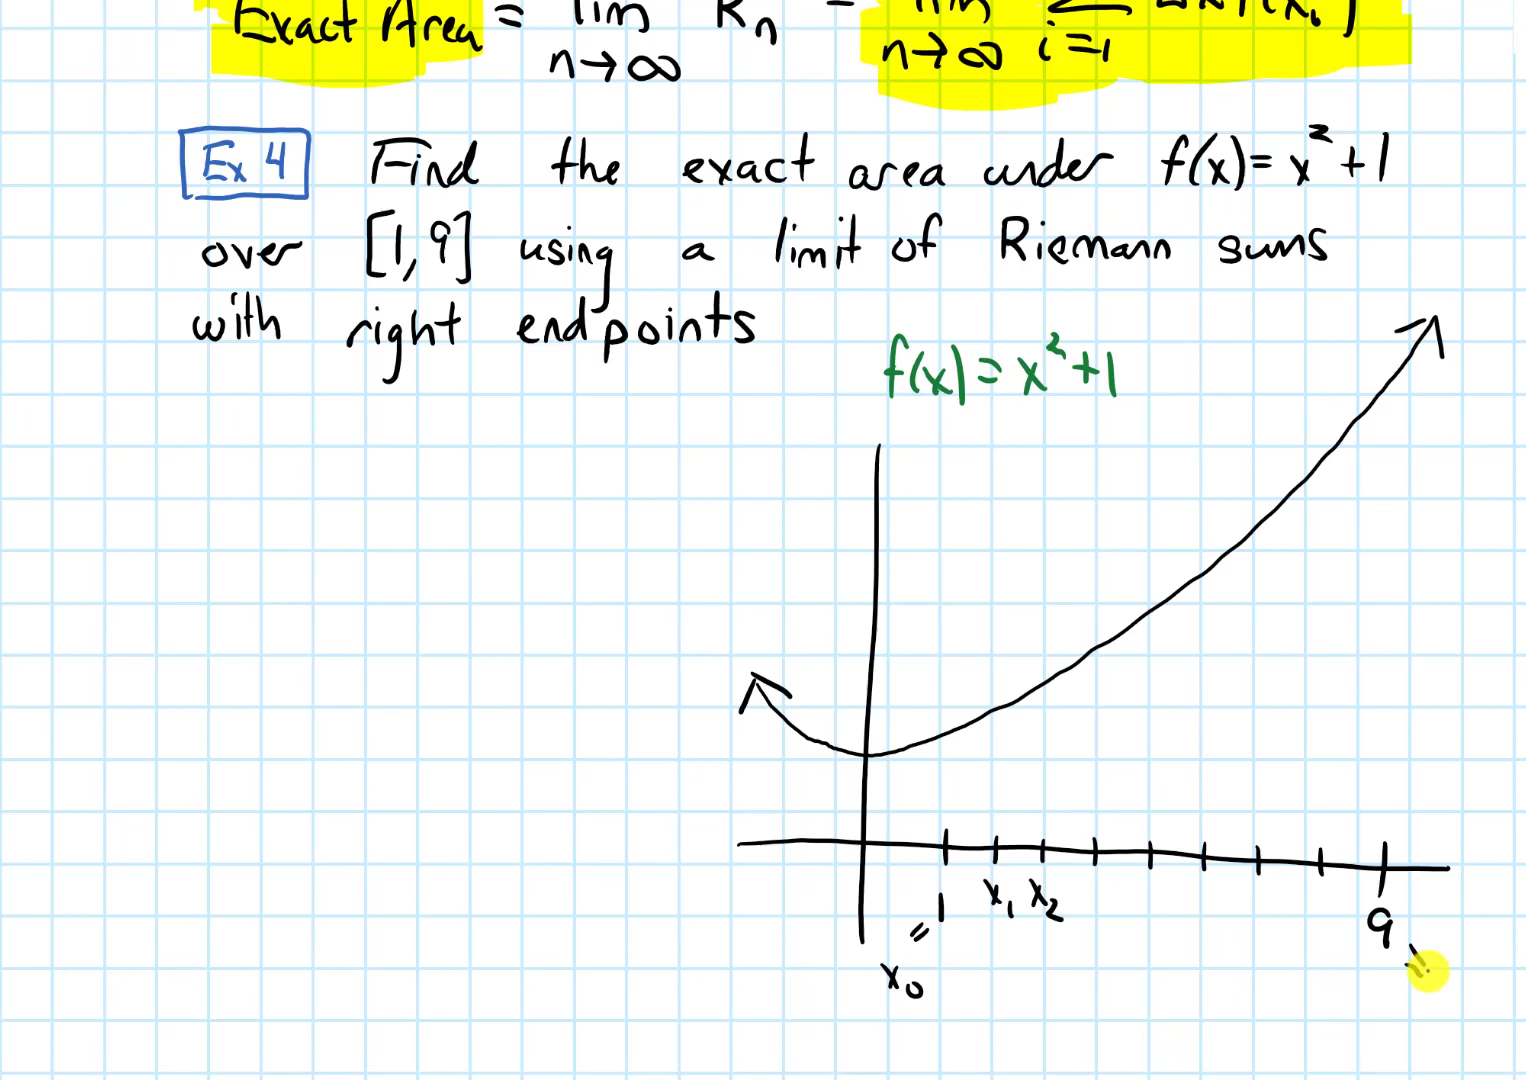 Exact Area = lim Rn = lim Σ
n→∞ n→∞ i=1
Ex 4 Find the exact area under f(x)= x²+1
over [1,9] using a limit of Riemann sums
with right endpoints
f(x)= x²+1
1 x₁ x₂ 9
=
x₀